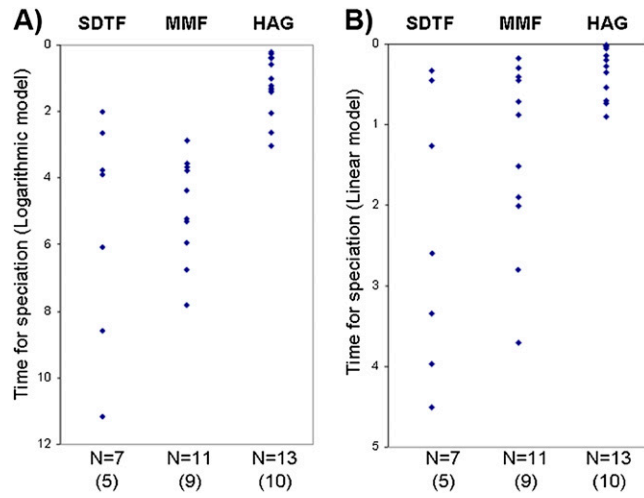 A) SDTF MMF HAG
Time for speciation (Logarithmic model)
0
2
4
6
8
10
12
N=7 N=11 N=13
(5) (9) (10)
B) SDTF MMF HAG
Time for speciation (Linear model)
0
1
2
3
4
5
N=7 N=11 N=13
(5) (9) (10)